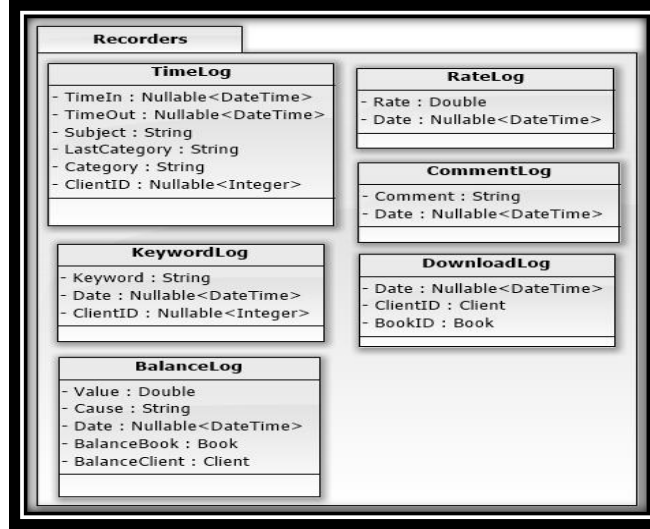 Recorders
TimeLog
- TimeIn : Nullable<DateTime>
- TimeOut : Nullable<DateTime>
- Subject : String
- LastCategory : String
- Category : String
- ClientID : Nullable<Integer>
KeywordLog
- Keyword : String
- Date : Nullable<DateTime>
- ClientID : Nullable<Integer>
BalanceLog
- Value : Double
- Cause : String
- Date : Nullable<DateTime>
- BalanceBook : Book
- BalanceClient : Client
RateLog
- Rate : Double
- Date : Nullable<DateTime>
CommentLog
- Comment : String
- Date : Nullable<DateTime>
DownloadLog
- Date : Nullable<DateTime>
- ClientID : Client
- BookID : Book